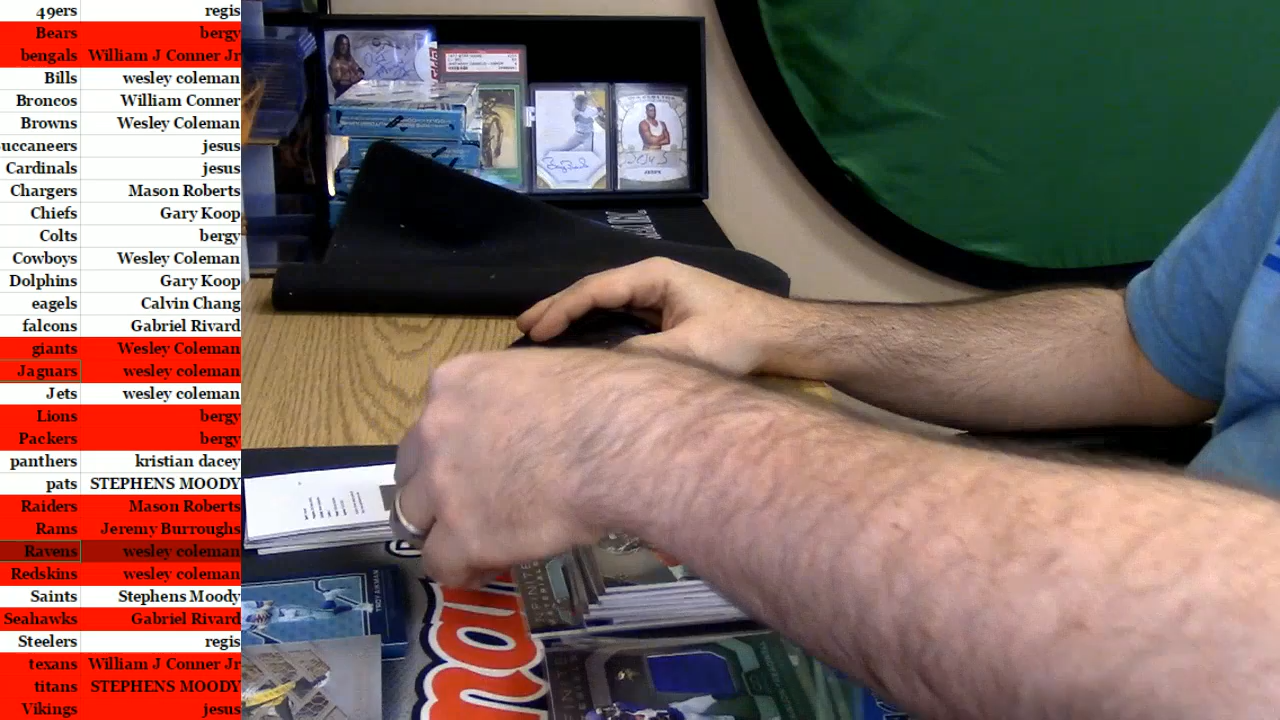 49ers regis
Bears bergy
bengals William J Conner Jr
Bills wesley coleman
Broncos William Conner
Browns Wesley Coleman
uccaneers jesus
Cardinals jesus
Chargers Mason Roberts
Chiefs Gary Koop
Colts bergy
Cowboys Wesley Coleman
Dolphins Gary Koop
eagels Calvin Chang
falcons Gabriel Rivard
giants Wesley Coleman
Jaguars wesley coleman
Jets wesley coleman
Lions bergy
Packers bergy
panthers kristian dacey
pats STEPHENS MOODY
Raiders Mason Roberts
Rams Jeremy Burroughs
Ravens wesley coleman
Redskins wesley coleman
Saints Stephens Moody
Seahawks Gabriel Rivard
Steelers regis
texans William J Conner Jr
titans STEPHENS MOODY
Vikings jesus
TROY AIKMAN